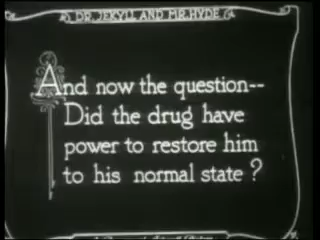 DR. JEKYLL AND MR. HYDE
And now the question--
Did the drug have
power to restore him
to his normal state?